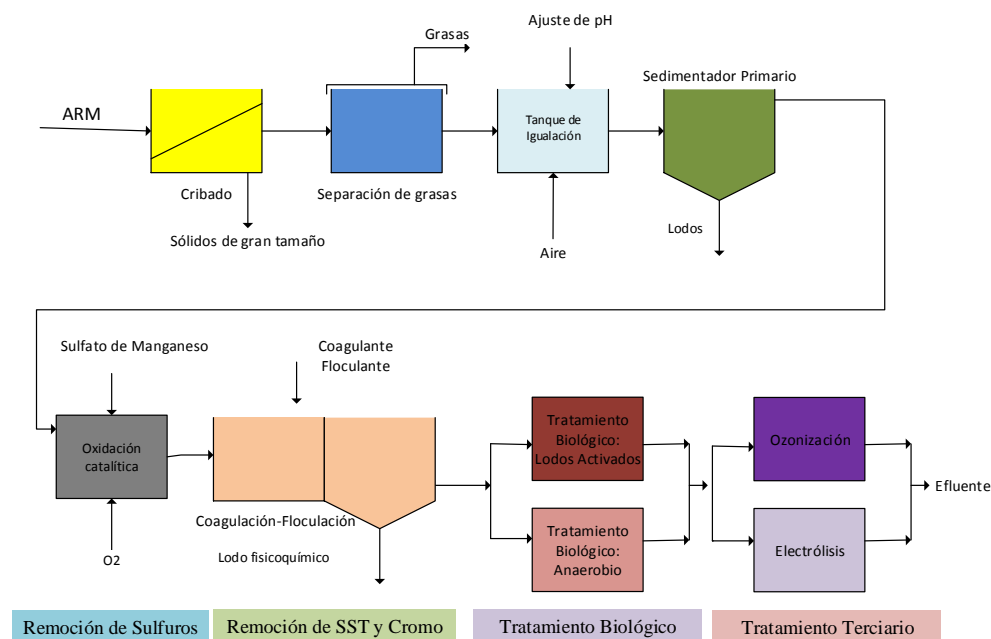 Ajuste de pH
Grasas
Sedimentador Primario
ARM
Tanque de
Igualación
Cribado
Separación de grasas
Lodos
Sólidos de gran tamaño
Aire
Sulfato de Manganeso
Coagulante
Floculante
Oxidación
catalítica
Tratamiento
Biológico:
Lodos Activados
Ozonización
Efluente
Coagulación-Floculación
Tratamiento
Biológico:
Anaerobio
Electrólisis
O2
Lodo fisicoquímico
Remoción de Sulfuros
Remoción de SST y Cromo
Tratamiento Biológico
Tratamiento Terciario